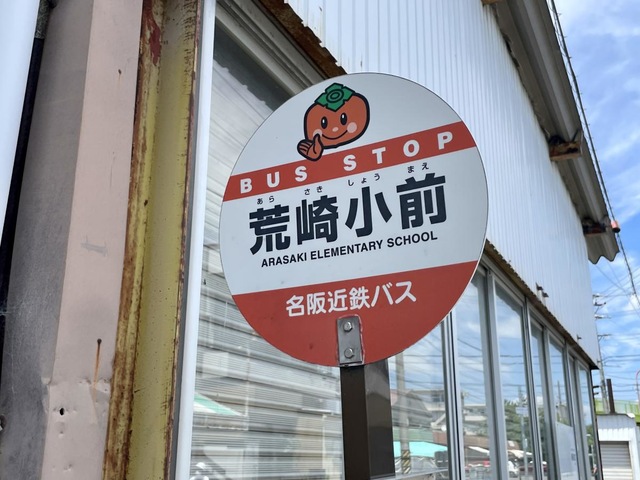 BUS STOP
あら さき しょう まえ
荒崎小前
ARASAKI ELEMENTARY SCHOOL
名阪近鉄バス